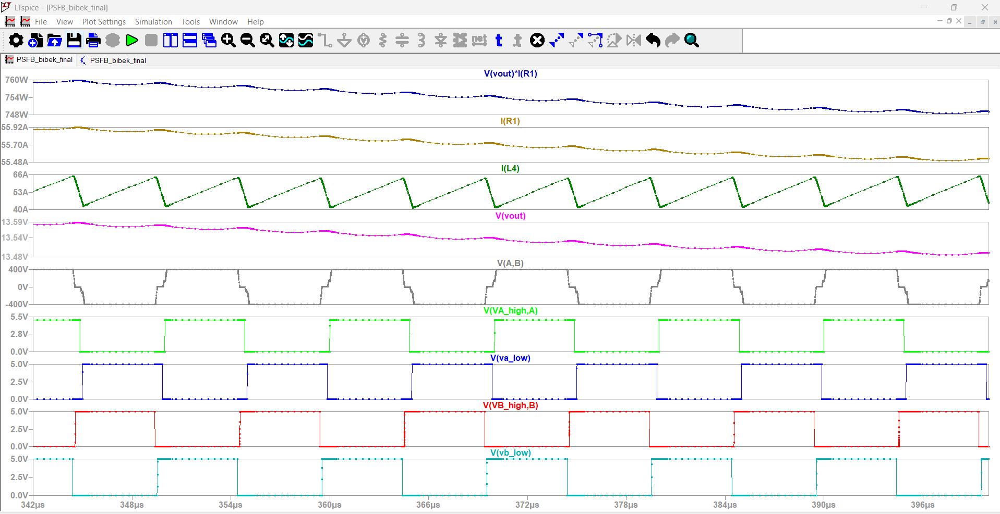 LTspice - [PSFB_bibek_final]
File View Plot Settings Simulation Tools Window Help
net t .t
PSFB_bibek_final PSFB_bibek_final
V(vout)*I(R1)
760W
754W
748W
I(R1)
55.92A
55.70A
55.48A
I(L4)
66A
53A
40A
V(vout)
13.59V
13.54V
13.48V
V(A,B)
400V
0V
-400V
V(VA_high,A)
5.5V
2.8V
0.0V
V(va_low)
5.0V
2.5V
0.0V
V(VB_high,B)
5.0V
2.5V
0.0V
V(vb_low)
5.0V
2.5V
0.0V
342µs 348µs 354µs 360µs 366µs 372µs 378µs 384µs 390µs 396µs